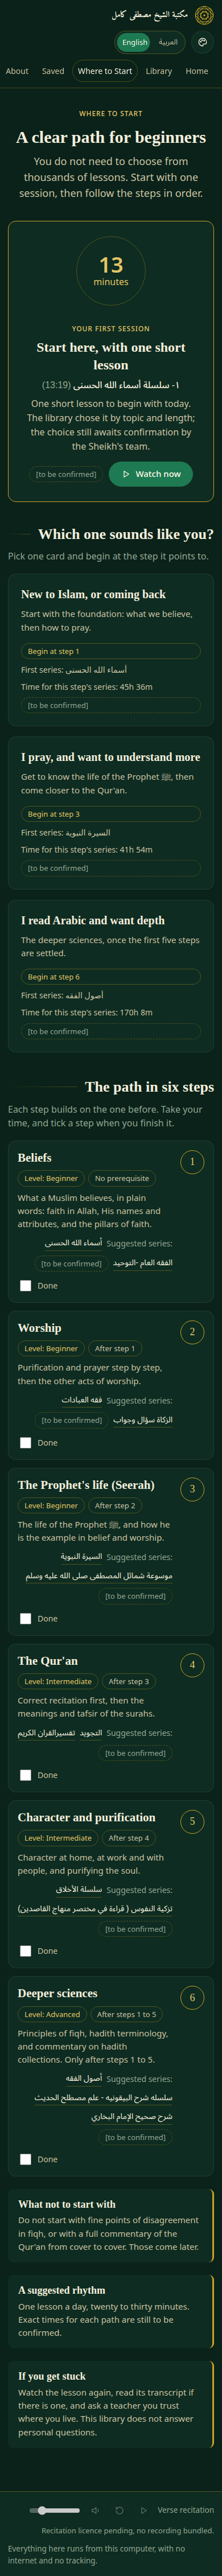 مكتبة الشيخ مصطفى كامل
English
العربية
About
Saved
Where to Start
Library
Home
WHERE TO START
A clear path for beginners
You do not need to choose from
thousands of lessons. Start with one
session, then follow the steps in order.
13
minutes
YOUR FIRST SESSION
Start here, with one short
lesson
١- سلسلة أسماء الله الحسنى (13:19)
One short lesson to begin with today.
The library chose it by topic and length;
the choice still awaits confirmation by
the Sheikh's team.
[to be confirmed]
Watch now
Which one sounds like you?
Pick one card and begin at the step it points to.
New to Islam, or coming back
Start with the foundation: what we believe,
then how to pray.
Begin at step 1
First series: أسماء الله الحسنى
Time for this step's series: 45h 36m
[to be confirmed]
I pray, and want to understand more
Get to know the life of the Prophet ﷺ, then
come closer to the Qur'an.
Begin at step 3
First series: السيرة النبوية
Time for this step's series: 41h 54m
[to be confirmed]
I read Arabic and want depth
The deeper sciences, once the first five steps
are settled.
Begin at step 6
First series: أصول الفقه
Time for this step's series: 170h 8m
[to be confirmed]
The path in six steps
Each step builds on the one before. Take your
time, and tick a step when you finish it.
Beliefs
1
Level: Beginner
No prerequisite
What a Muslim believes, in plain
words: faith in Allah, His names and
attributes, and the pillars of faith.
Suggested series: أسماء الله الحسنى
الفقه العام -التوحيد [to be confirmed]
Done
Worship
2
Level: Beginner
After step 1
Purification and prayer step by step,
then the other acts of worship.
Suggested series: فقه العبادات
الزكاة سؤال وجواب [to be confirmed]
Done
The Prophet's life (Seerah)
3
Level: Beginner
After step 2
The life of the Prophet ﷺ, and how he
is the example in belief and worship.
Suggested series: السيرة النبوية
موسوعة شمائل المصطفى صلى الله عليه وسلم
[to be confirmed]
Done
The Qur'an
4
Level: Intermediate
After step 3
Correct recitation first, then the
meanings and tafsir of the surahs.
Suggested series: التجويد تفسيرالقران الكريم
[to be confirmed]
Done
Character and purification
5
Level: Intermediate
After step 4
Character at home, at work and with
people, and purifying the soul.
Suggested series: سلسلة الأخلاق
تزكية النفوس ( قراءة في مختصر منهاج القاصدين)
[to be confirmed]
Done
Deeper sciences
6
Level: Advanced
After steps 1 to 5
Principles of fiqh, hadith terminology,
and commentary on hadith
collections. Only after steps 1 to 5.
Suggested series: أصول الفقه
سلسله شرح البيقونيه - علم مصطلح الحديث
شرح صحيح الإمام البخاري
[to be confirmed]
Done
What not to start with
Do not start with fine points of disagreement
in fiqh, or with a full commentary of the
Qur'an from cover to cover. Those come later.
A suggested rhythm
One lesson a day, twenty to thirty minutes.
Exact times for each path are still to be
confirmed.
If you get stuck
Watch the lesson again, read its transcript if
there is one, and ask a teacher you trust
where you live. This library does not answer
personal questions.
Verse recitation
Recitation licence pending, no recording bundled.
Everything here runs from this computer, with no
internet and no tracking.